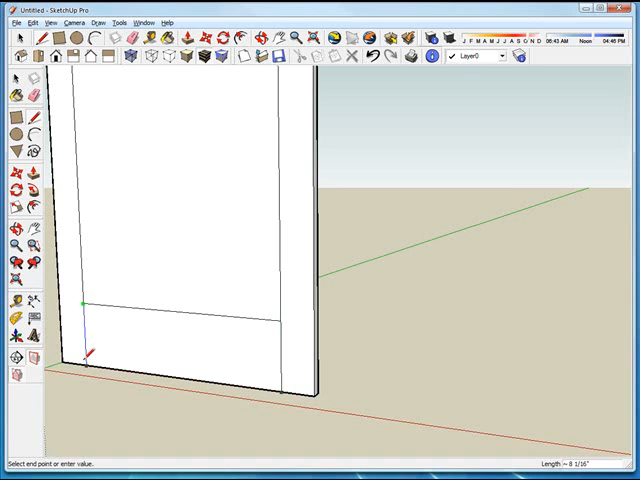 Untitled - SketchUp Pro
File Edit View Camera Draw Tools Window Help
J F M A M J J A S O N D
06:43 AM Noon 04:46 PM
Layer0
Select end point or enter value.
Length ~ 8 1/16"